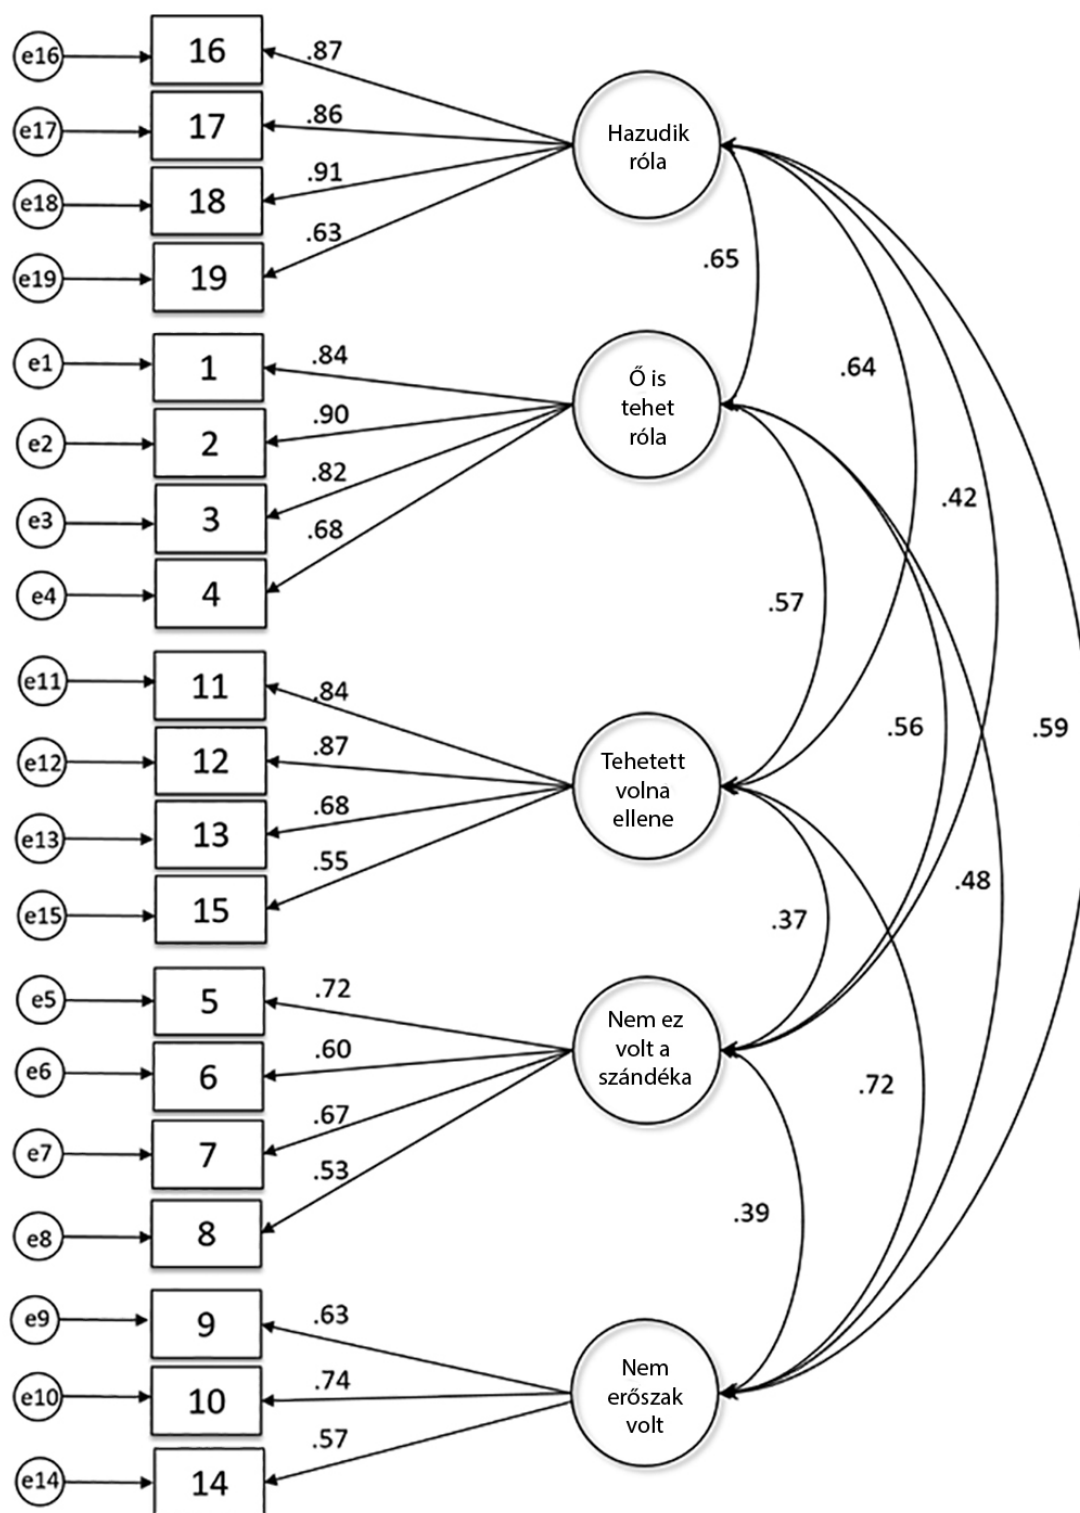 e16 16 .87
e17 17 .86
e18 18 .91
e19 19 .63
Hazudik
róla
e1 1 .84
e2 2 .90
e3 3 .82
e4 4 .68
Ő is
tehet
róla
e11 11 .84
e12 12 .87
e13 13 .68
e15 15 .55
Tehetett
volna
ellene
e5 5 .72
e6 6 .60
e7 7 .67
e8 8 .53
Nem ez
volt a
szándéka
e9 9 .63
e10 10 .74
e14 14 .57
Nem
erőszak
volt
.65
.64
.42
.57
.56
.59
.48
.37
.72
.39